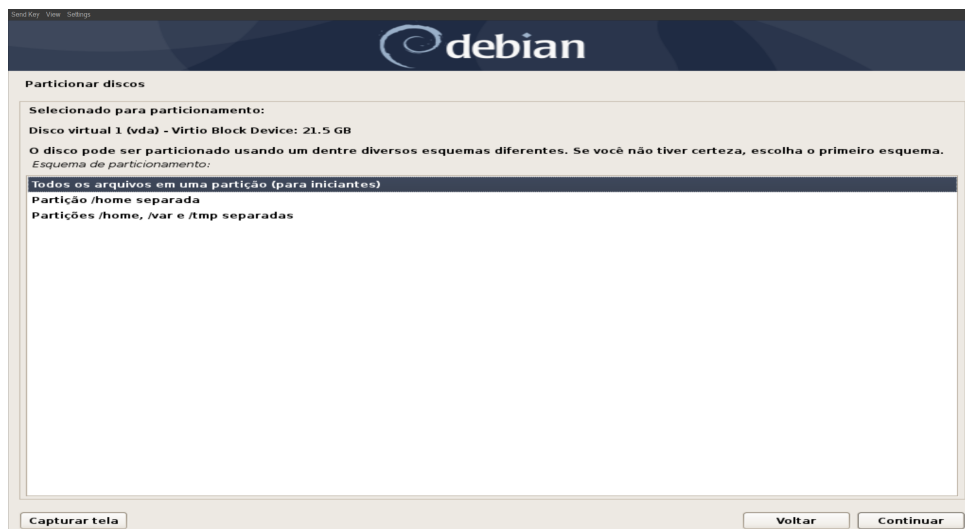 Send Key View Settings
debian
Particionar discos
Selecionado para particionamento:
Disco virtual 1 (vda) - Virtio Block Device: 21.5 GB
O disco pode ser particionado usando um dentre diversos esquemas diferentes. Se você não tiver certeza, escolha o primeiro esquema.
Esquema de particionamento:
Todos os arquivos em uma partição (para iniciantes)
Partição /home separada
Partições /home, /var e /tmp separadas
Capturar tela
Voltar
Continuar